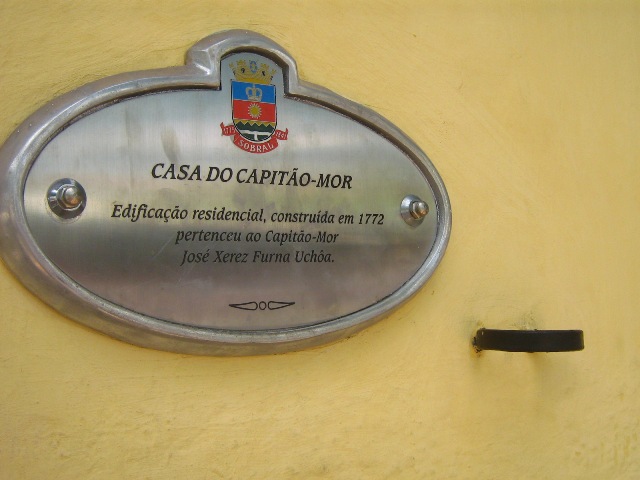 SOBRAL
CASA DO CAPITÃO-MOR
Edificação residencial, construída em 1772
pertenceu ao Capitão-Mor
José Xerez Furna Uchôa.